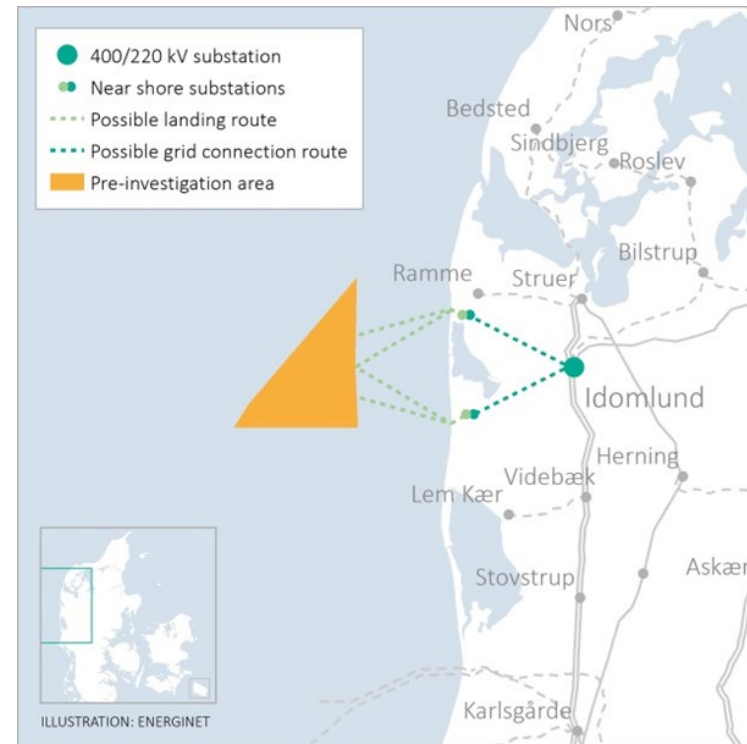 400/220 kV substation
Near shore substations
Possible landing route
Possible grid connection route
Pre-investigation area
Nors
Bedsted
Sindbjerg
Roslev
Bilstrup
Ramme
Struer
Idomlund
Herning
Videbæk
Lem Kær
Stovstrup
Askær
Karlsgårde
ILLUSTRATION: ENERGINET